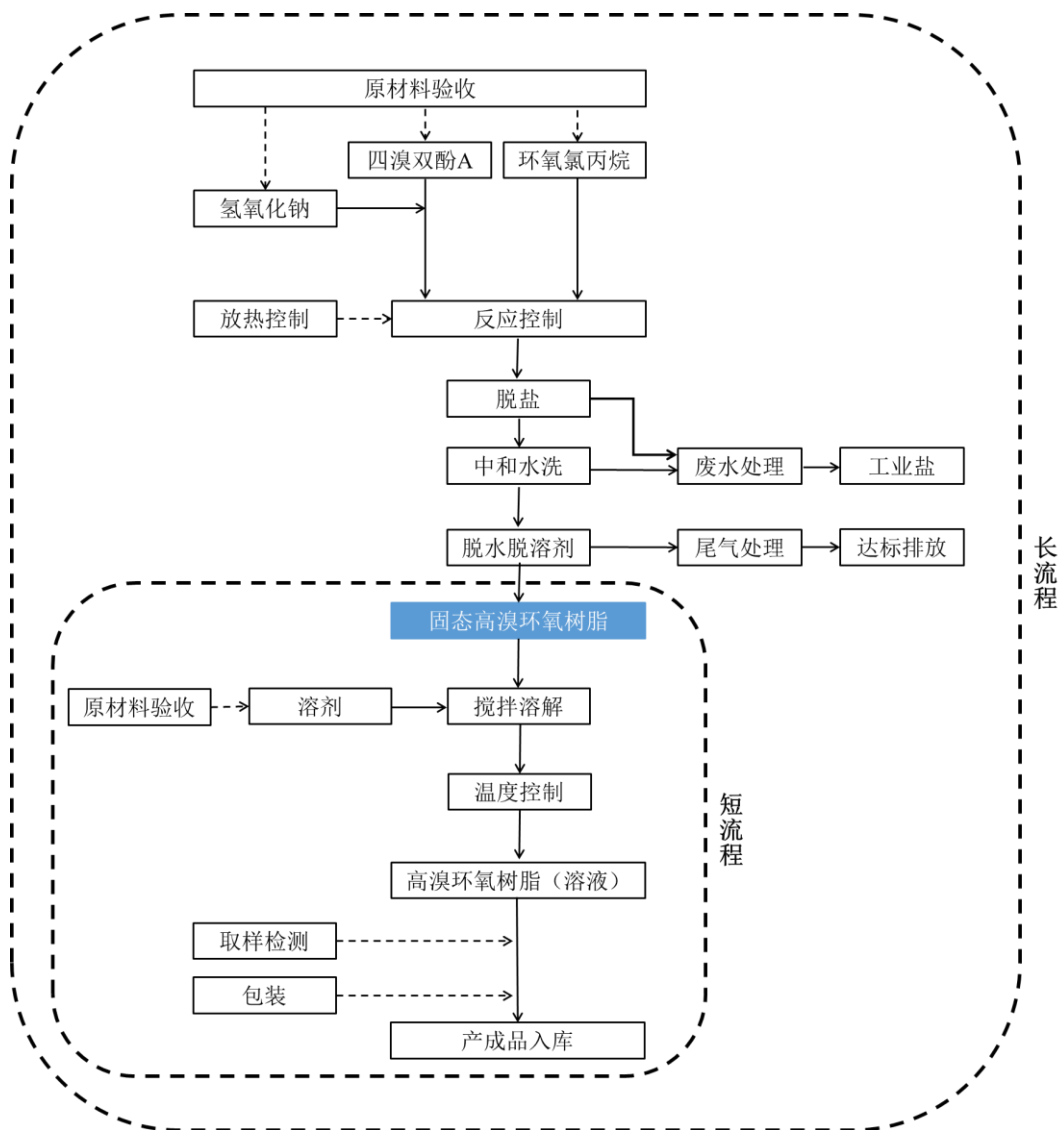 原材料验收
四溴双酚A
环氧氯丙烷
氢氧化钠
放热控制
反应控制
脱盐
中和水洗
废水处理
工业盐
脱水脱溶剂
尾气处理
达标排放
长流程
固态高溴环氧树脂
原材料验收
溶剂
搅拌溶解
温度控制
短流程
高溴环氧树脂（溶液）
取样检测
包装
产成品入库